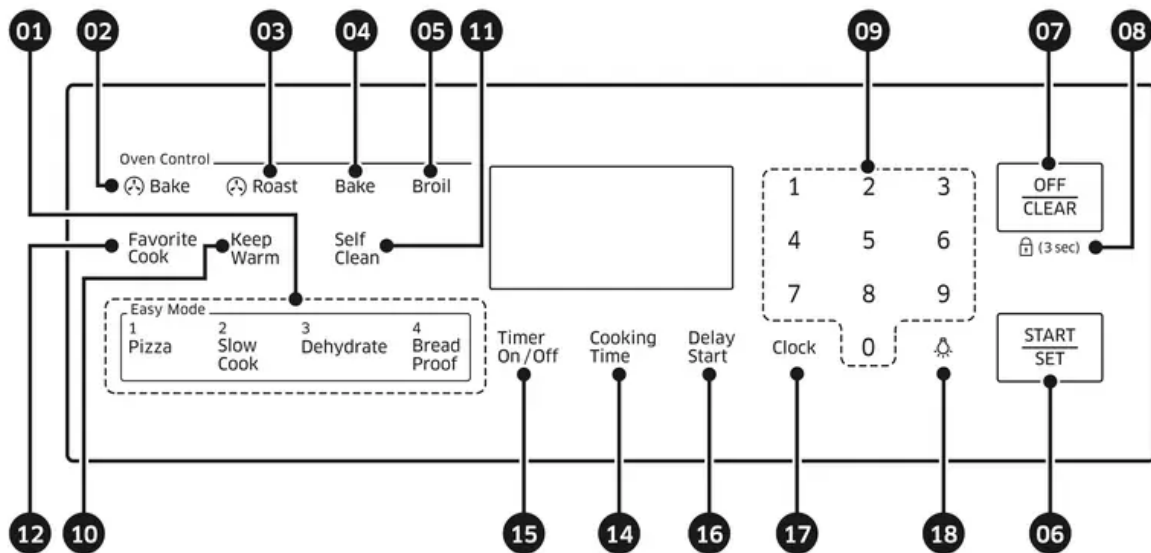 01 02 03 04 05 11 09 07 08
Oven Control
Bake Roast Bake Broil
1 2 3
OFF
CLEAR
Favorite
Cook
Keep
Warm
Self
Clean
4 5 6
(3 sec)
7 8 9
Easy Mode
1
Pizza
2
Slow
Cook
3
Dehydrate
4
Bread
Proof
Timer
On/Off
Cooking
Time
Delay
Start
Clock
0
START
SET
12 10 15 14 16 17 18 06